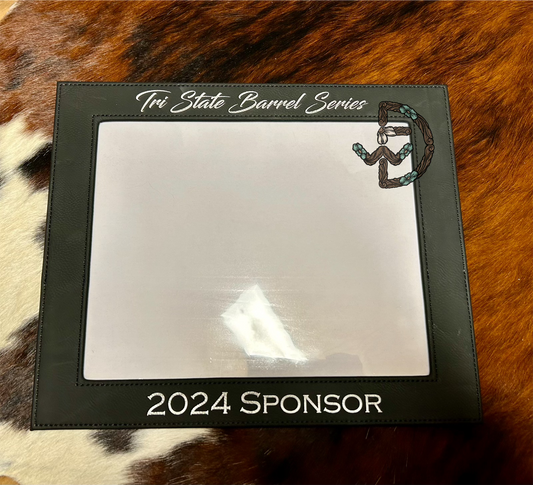 Tri State Barrel Series
2024 SPONSOR